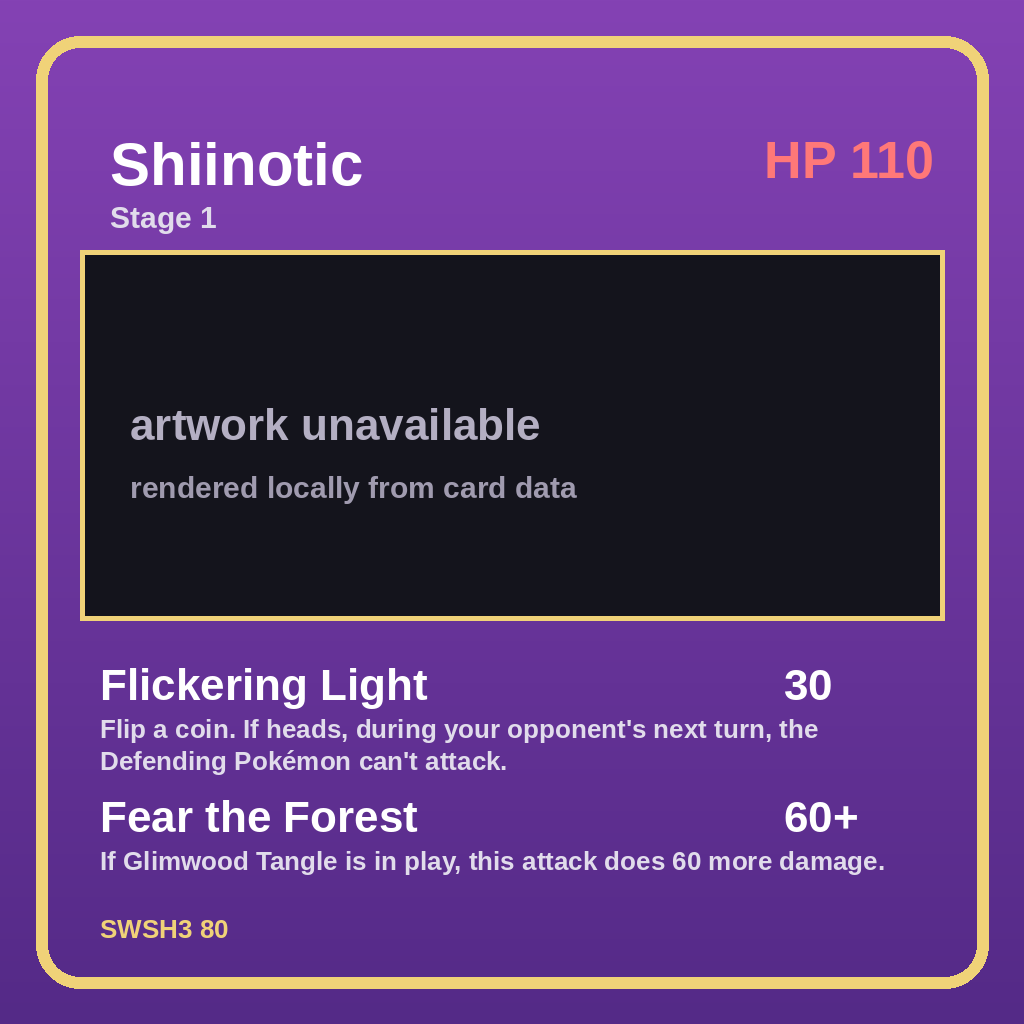 Shiinotic
HP 110
Stage 1
artwork unavailable
rendered locally from card data
Flickering Light
30
Flip a coin. If heads, during your opponent's next turn, the
Defending Pokémon can't attack.
Fear the Forest
60+
If Glimwood Tangle is in play, this attack does 60 more damage.
SWSH3 80